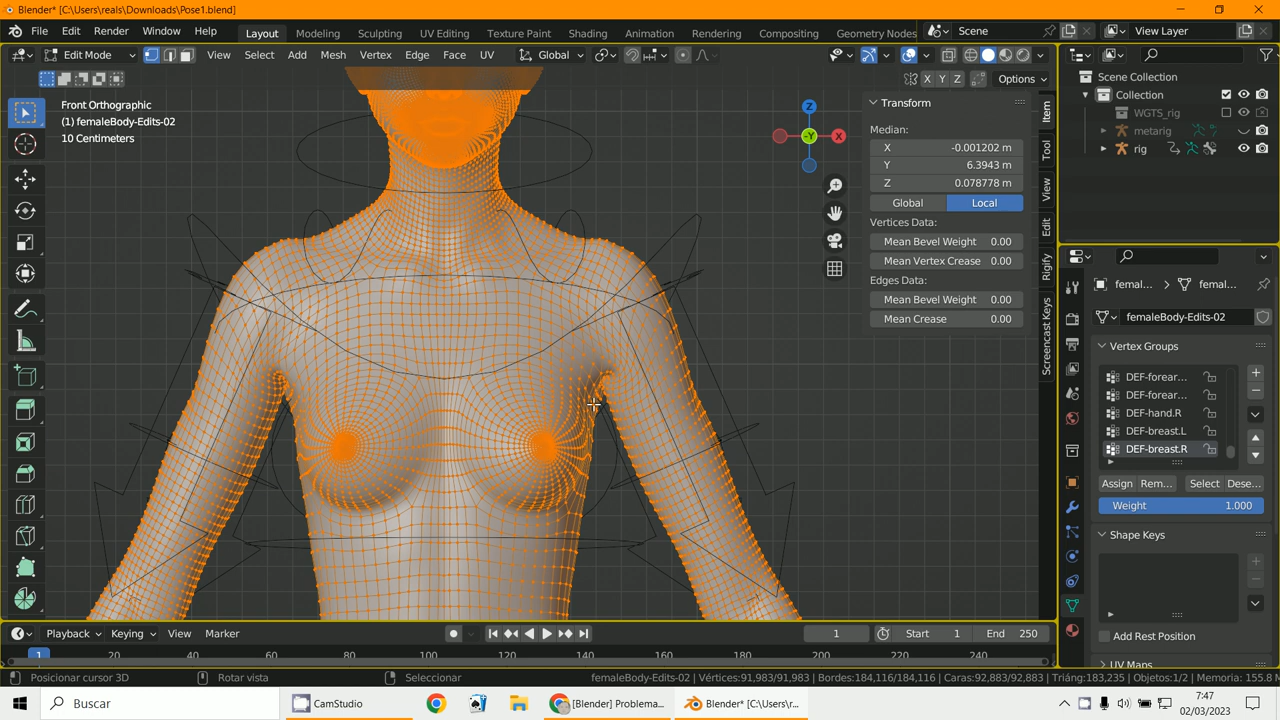 Blender* [C:\Users\reals\Downloads\Pose1.blend]
File Edit Render Window Help Layout Modeling Sculpting UV Editing Texture Paint Shading Animation Rendering Compositing Geometry Nodes Scene View Layer
Edit Mode View Select Add Mesh Vertex Edge Face UV Global
X Y Z Options
Front Orthographic
(1) femaleBody-Edits-02
10 Centimeters
Z
X
-Y
Transform
Median:
X -0.001202 m
Y 6.3943 m
Z 0.078778 m
Global Local
Vertices Data:
Mean Bevel Weight 0.00
Mean Vertex Crease 0.00
Edges Data:
Mean Bevel Weight 0.00
Mean Crease 0.00
Item
Tool
View
Edit
Rigify
Screencast Keys
Scene Collection
Collection
WGTS_rig
metarig
rig
femal... femal...
femaleBody-Edits-02
Vertex Groups
DEF-forear...
DEF-forear...
DEF-hand.R
DEF-breast.L
DEF-breast.R
Assign Rem... Select Dese...
Weight 1.000
Shape Keys
Add Rest Position
UV Maps
Playback Keying View Marker 1 Start 1 End 250
1 20 40 60 80 100 120 140 160 180 200 220 240
Posicionar cursor 3D Rotar vista Seleccionar femaleBody-Edits-02 | Vértices:91,983/91,983 | Bordes:184,116/184,116 | Caras:92,883/92,883 | Triáng:183,235 | Objetos:1/2 | Memoria: 155.8 M
Buscar CamStudio [Blender] Problema... Blender* [C:\Users\r...
7:47
02/03/2023